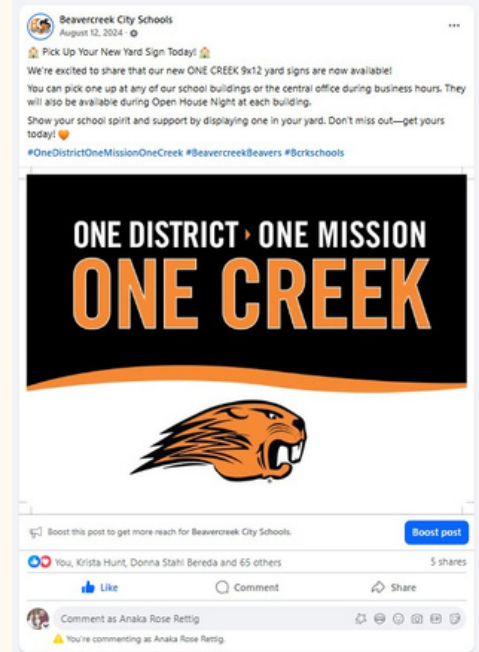 Beavercreek City Schools
August 12, 2024 ·
🏠 Pick Up Your New Yard Sign Today! 🏠
We're excited to share that our new ONE CREEK 9x12 yard signs are now available!
You can pick one up at any of our school buildings or the central office during business hours. They
will also be available during Open House Night at each building.
Show your school spirit and support by displaying one in your yard. Don't miss out—get yours
today! 🧡
#OneDistrictOneMissionOneCreek #BeavercreekBeavers #Bcrkschools
ONE DISTRICT ONE MISSION
ONE CREEK
Boost this post to get more reach for Beavercreek City Schools.
Boost post
You, Krista Hunt, Donna Stahl Bereda and 65 others
5 shares
Like
Comment
Share
Comment as Anaka Rose Rettig
You're commenting as Anaka Rose Rettig.